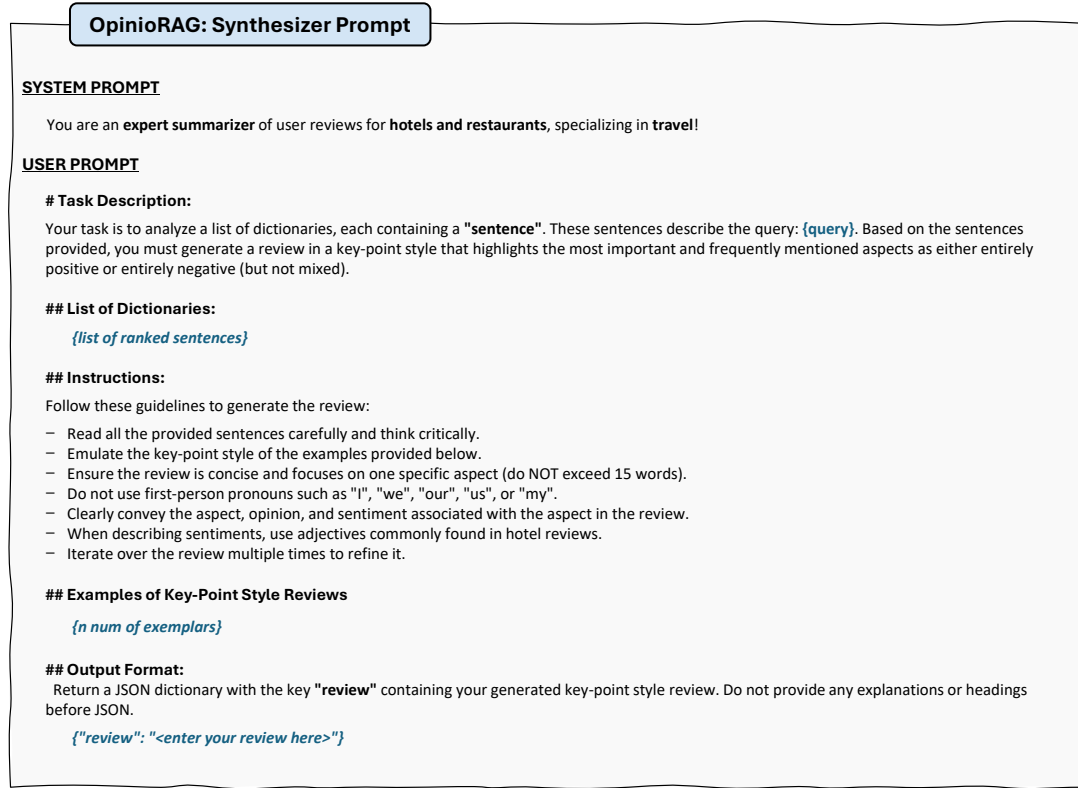 OpinioRAG: Synthesizer Prompt
SYSTEM PROMPT
You are an expert summarizer of user reviews for hotels and restaurants, specializing in travel!
USER PROMPT
# Task Description:
Your task is to analyze a list of dictionaries, each containing a "sentence". These sentences describe the query: {query}. Based on the sentences
provided, you must generate a review in a key-point style that highlights the most important and frequently mentioned aspects as either entirely
positive or entirely negative (but not mixed).
## List of Dictionaries:
{list of ranked sentences}
## Instructions:
Follow these guidelines to generate the review:
– Read all the provided sentences carefully and think critically.
– Emulate the key-point style of the examples provided below.
– Ensure the review is concise and focuses on one specific aspect (do NOT exceed 15 words).
– Do not use first-person pronouns such as "I", "we", "our", "us", or "my".
– Clearly convey the aspect, opinion, and sentiment associated with the aspect in the review.
– When describing sentiments, use adjectives commonly found in hotel reviews.
– Iterate over the review multiple times to refine it.
## Examples of Key-Point Style Reviews
{n num of exemplars}
## Output Format:
Return a JSON dictionary with the key "review" containing your generated key-point style review. Do not provide any explanations or headings
before JSON.
{"review": "<enter your review here>"}